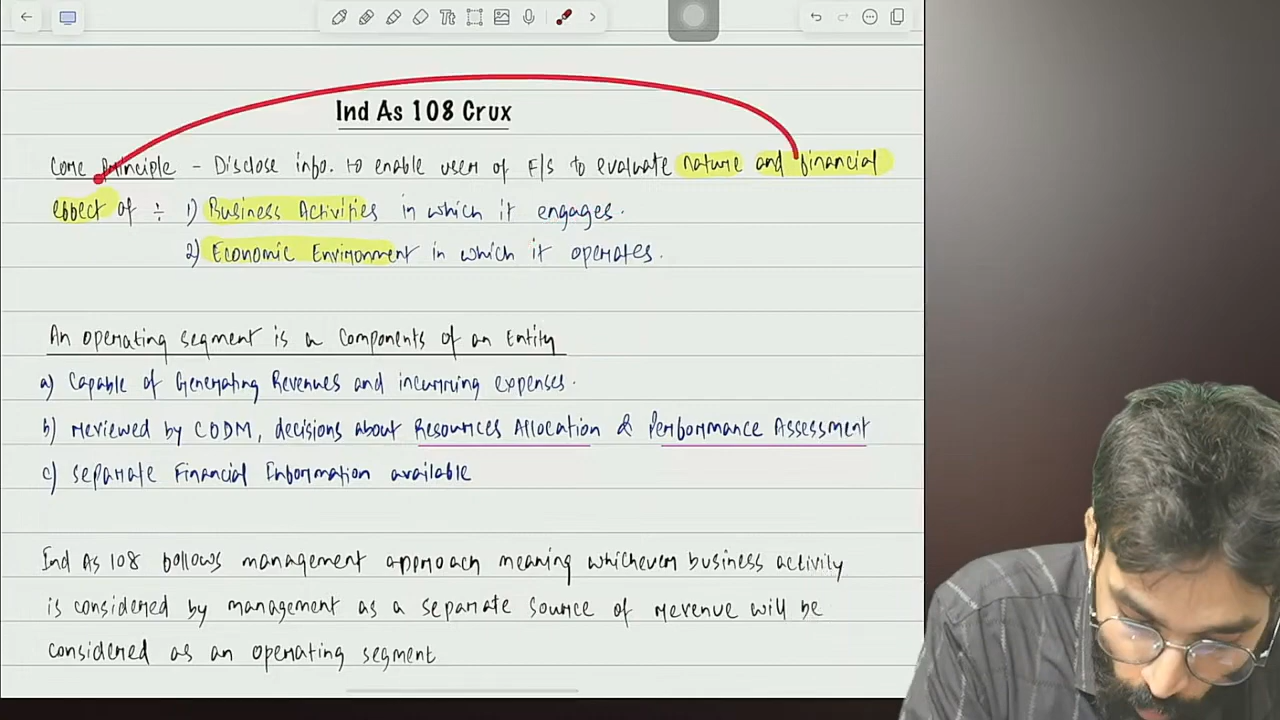 Ind As 108 Crux
Core Principle - Disclose info. to enable users of F/s to evaluate nature and financial
effect of ÷ 1) Business Activities in which it engages.
2) Economic Environment in which it operates.
An operating segment is a Components of an Entity
a) Capable of Generating Revenues and incurring expenses.
b) reviewed by CODM, decisions about Resources Allocation & Performance Assessment
c) separate Financial Information available
Ind As 108 follows management approach meaning whichever business activity
is considered by management as a separate source of revenue will be
considered as an operating segment